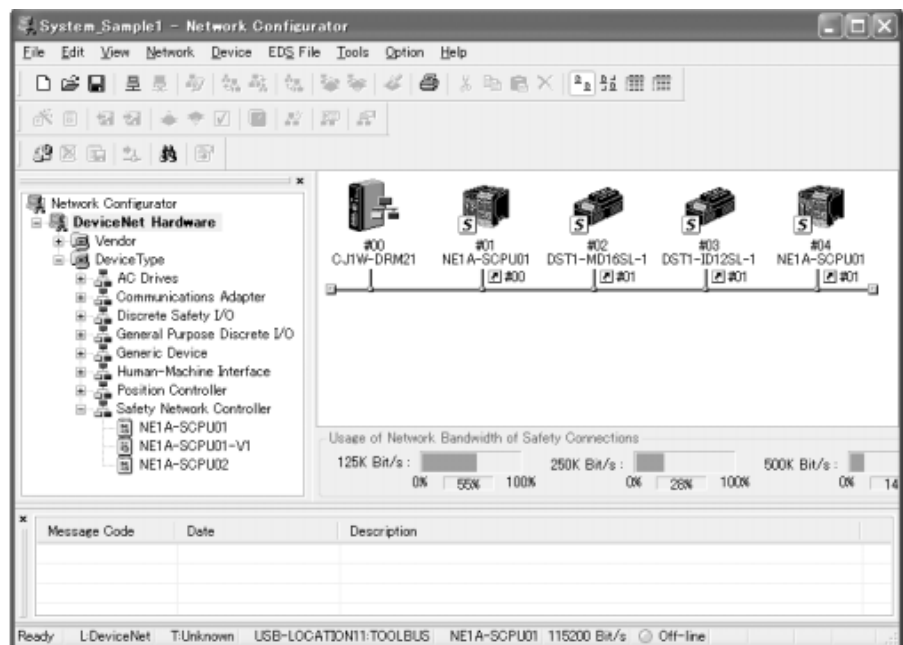 System_Sample1 - Network Configurator
File Edit View Network Device EDS File Tools Option Help
Network Configurator
DeviceNet Hardware
Vendor
DeviceType
AC Drives
Communications Adapter
Discrete Safety I/O
General Purpose Discrete I/O
Generic Device
Human-Machine Interface
Position Controller
Safety Network Controller
NE1A-SCPU01
NE1A-SCPU01-V1
NE1A-SCPU02
S S S S
#00 #01 #02 #03 #04
CJ1W-DRM21 NE1A-SCPU01 DST1-MD16SL-1 DST1-ID12SL-1 NE1A-SCPU01
#00 #01 #01 #01
Usage of Network Bandwidth of Safety Connections
125K Bit/s : 250K Bit/s : 500K Bit/s :
0% 55% 100% 0% 28% 100% 0% 14
Message Code Date Description
Ready L:DeviceNet T:Unknown USB-LOCATION11:TOOLBUS NE1A-SCPU01 115200 Bit/s Off-line